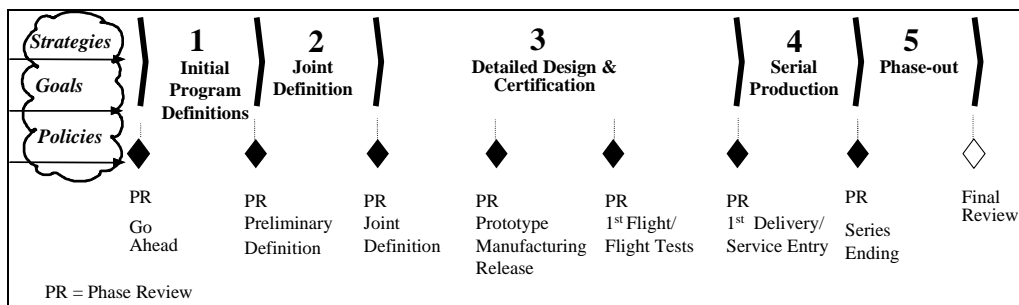 Strategies
Goals
Policies
1
Initial
Program
Definitions
2
Joint
Definition
3
Detailed Design &
Certification
4
Serial
Production
5
Phase-out
PR
Go
Ahead
PR
Preliminary
Definition
PR
Joint
Definition
PR
Prototype
Manufacturing
Release
PR
1st Flight/
Flight Tests
PR
1st Delivery/
Service Entry
PR
Series
Ending
Final
Review
PR = Phase Review